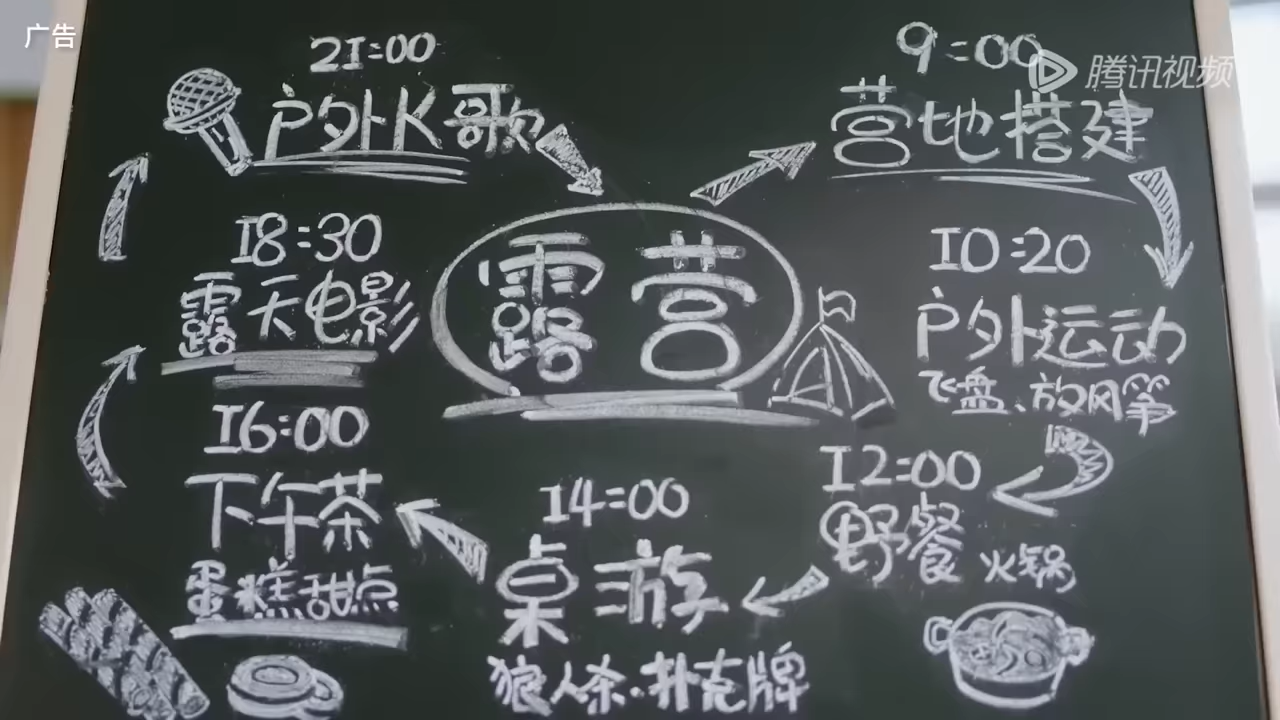 广告
腾讯视频
露营
9:00
营地搭建
10:20
户外运动
飞盘、放风筝
12:00
野餐 火锅
14:00
桌游
狼人杀·扑克牌
16:00
下午茶
蛋糕甜点
18:30
露天电影
21:00
户外K歌